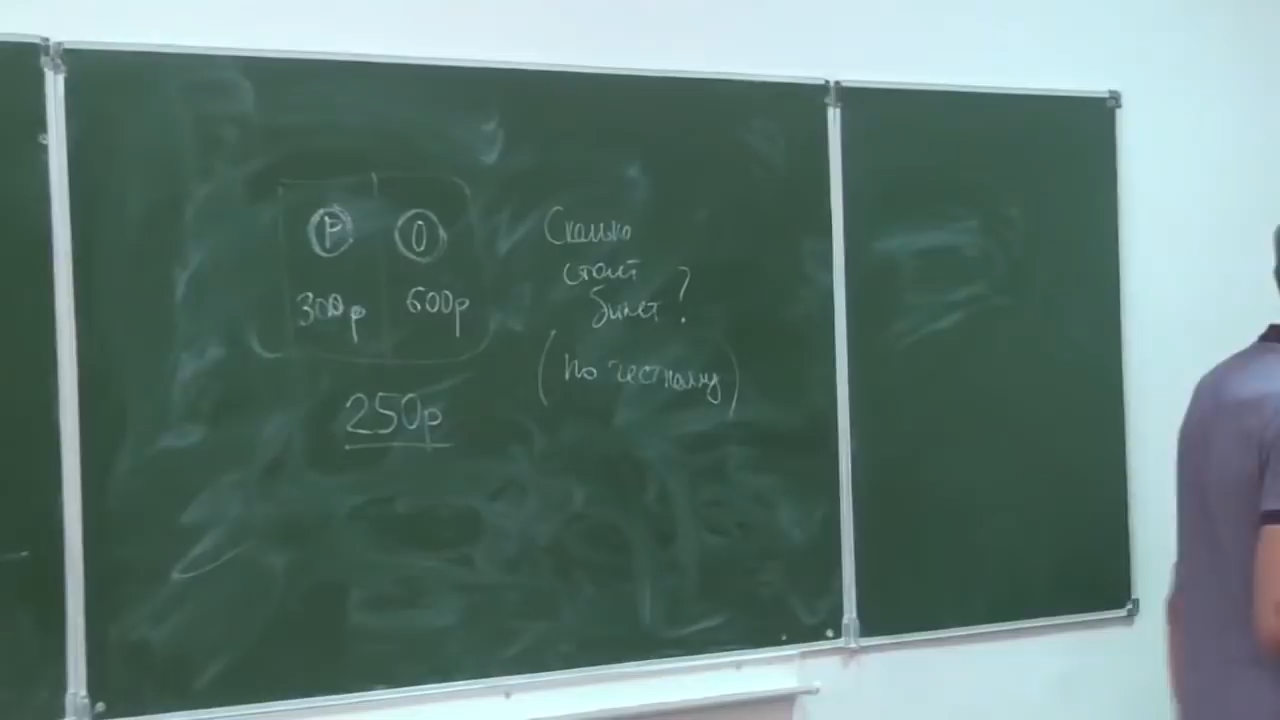 Р О
300р 600р
250р
Сколько
стоит
билет?
(по честному)